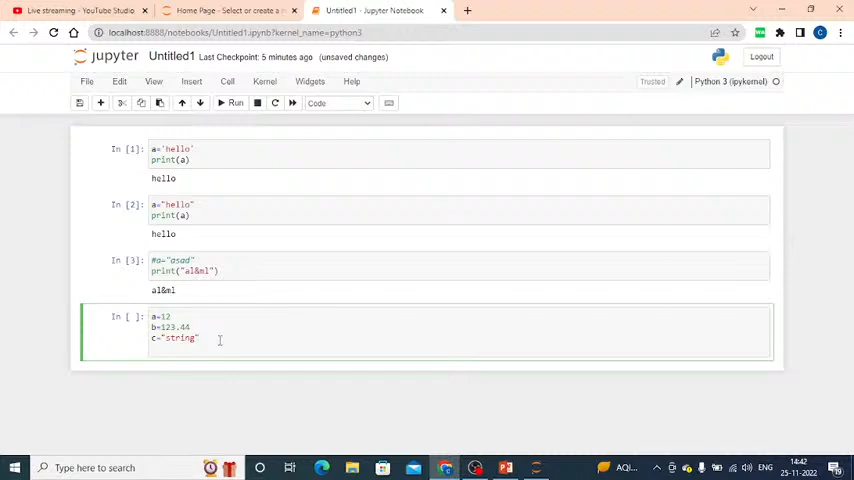 Live streaming - YouTube Studio
Home Page - Select or create a n
Untitled1 - Jupyter Notebook
localhost:8888/notebooks/Untitled1.ipynb?kernel_name=python3
jupyter Untitled1 Last Checkpoint: 5 minutes ago (unsaved changes)
Logout
File Edit View Insert Cell Kernel Widgets Help
Trusted
Python 3 (ipykernel)
Run
Code
In [1]: a='hello'
print(a)
hello
In [2]: a="hello"
print(a)
hello
In [3]: #a="asad"
print("al&ml")
al&ml
In [ ]: a=12
b=123.44
c="string"
Type here to search
AQI...
ENG
14:42
25-11-2022
19